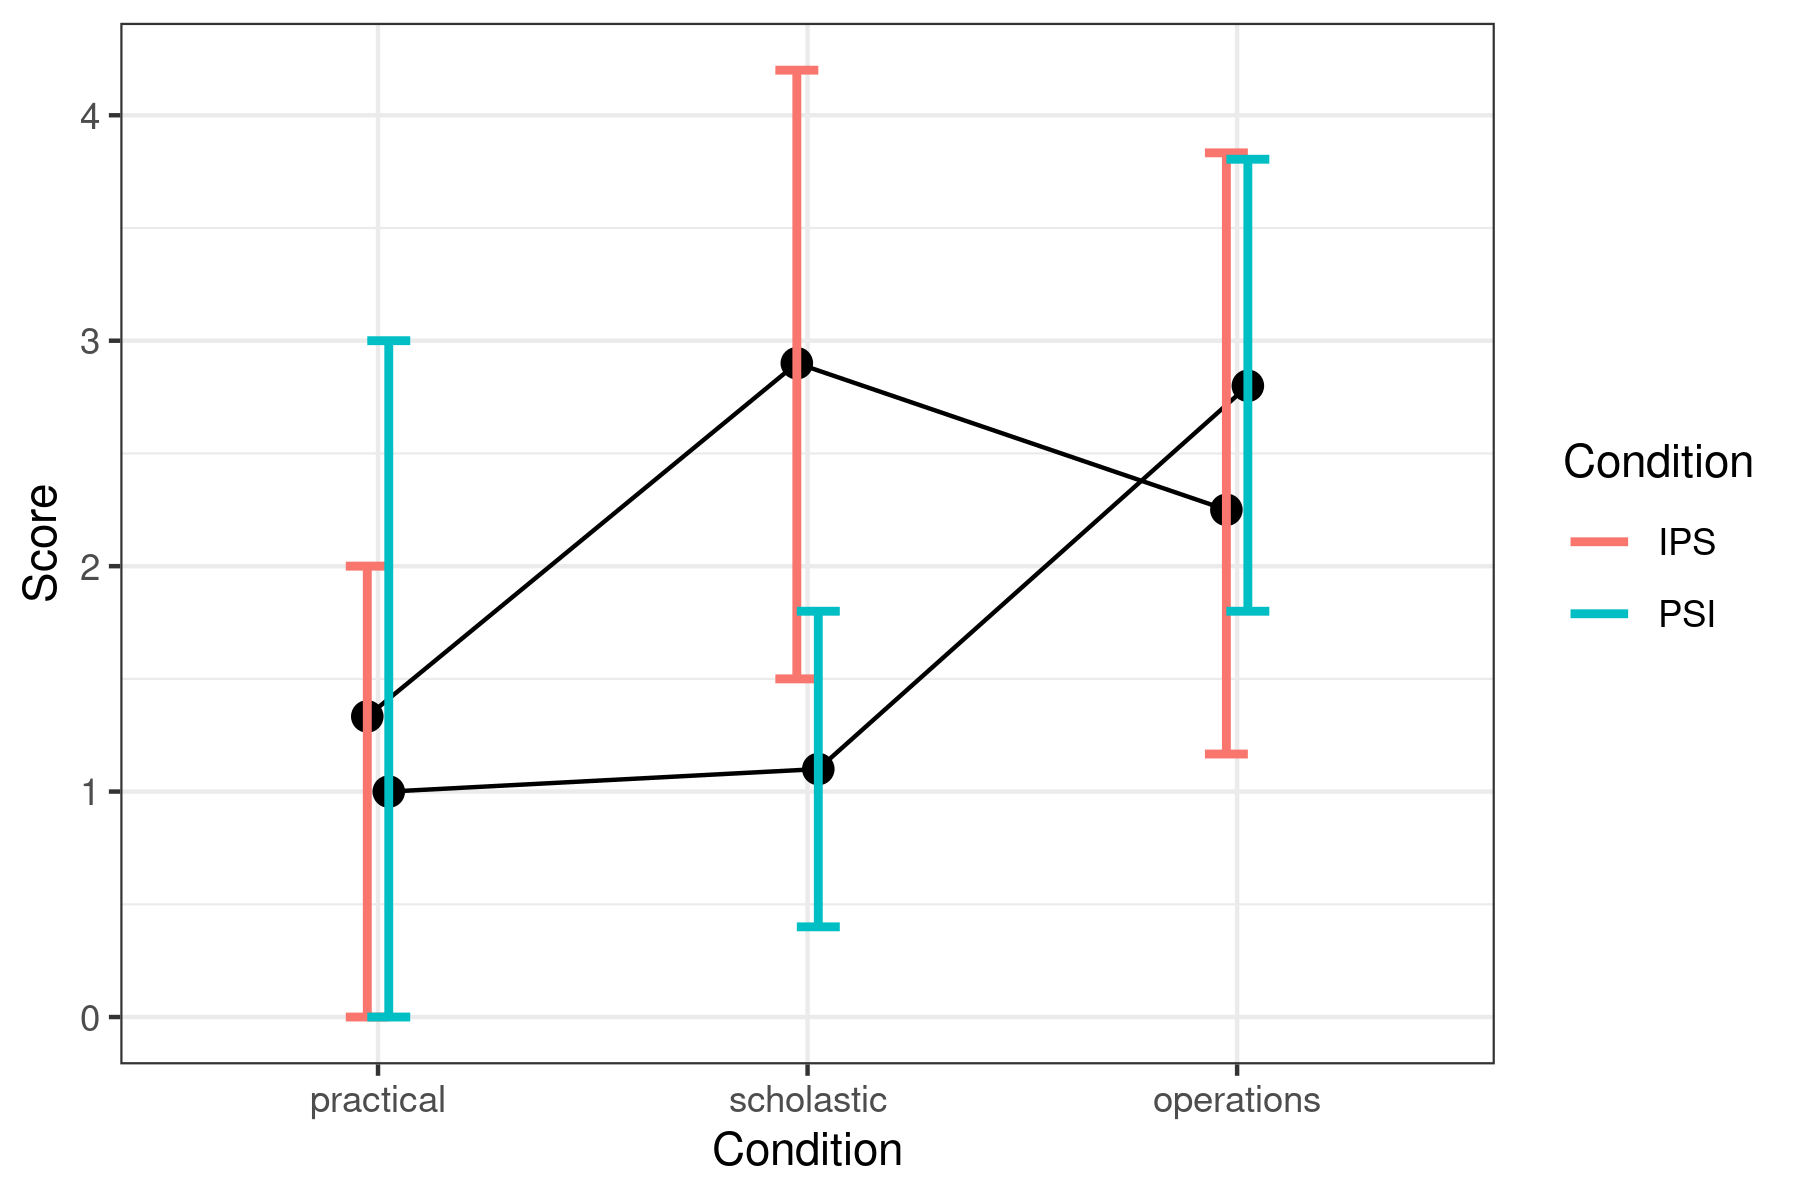 4
3
2
1
0
Score
practical
scholastic
operations
Condition
Condition
IPS
PSI